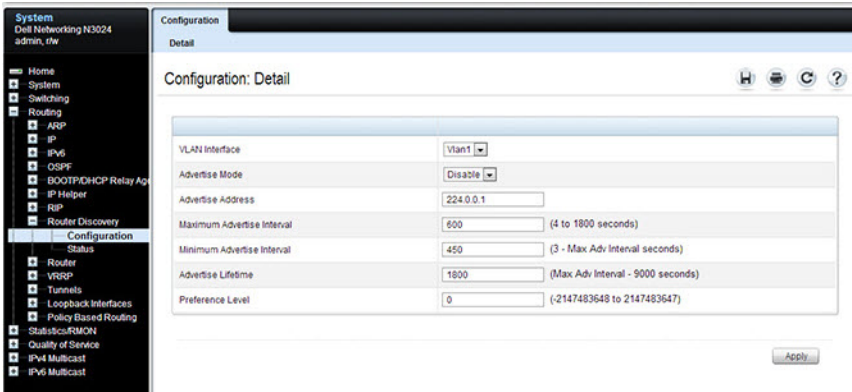 System
Dell Networking N3024
admin, r/w
Home
System
Switching
Routing
ARP
IP
IPv6
OSPF
BOOTP/DHCP Relay Age
IP Helper
RIP
Router Discovery
Configuration
Status
Router
VRRP
Tunnels
Loopback Interfaces
Policy Based Routing
Statistics/RMON
Quality of Service
IPv4 Multicast
IPv6 Multicast
Configuration
Detail
Configuration: Detail
?
VLAN Interface Vlan1
Advertise Mode Disable
Advertise Address 224.0.0.1
Maximum Advertise Interval 600 (4 to 1800 seconds)
Minimum Advertise Interval 450 (3 - Max Adv Interval seconds)
Advertise Lifetime 1800 (Max Adv Interval - 9000 seconds)
Preference Level 0 (-2147483648 to 2147483647)
Apply